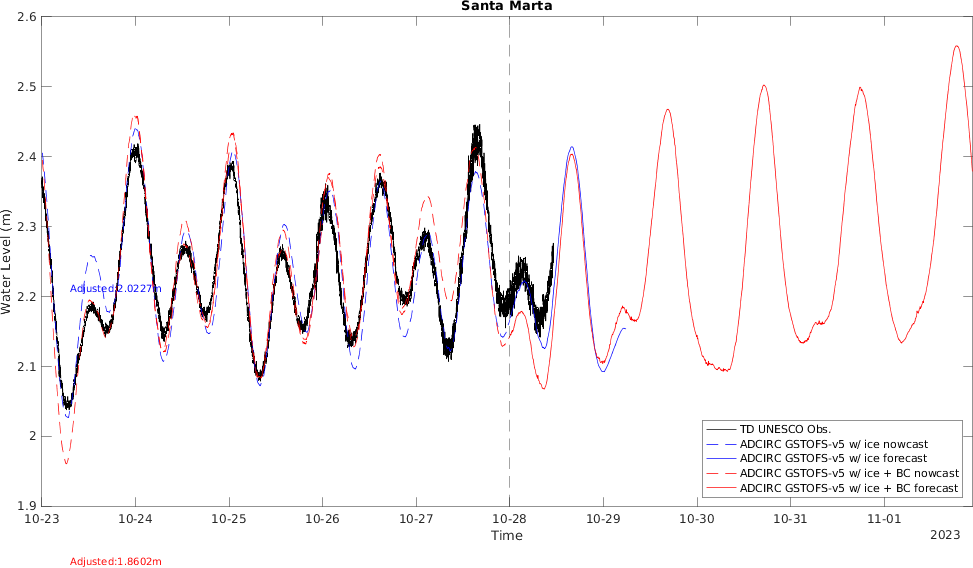 Santa Marta
2.6
2.5
2.4
2.3
2.2
2.1
2
1.9
Water Level (m)
Adjusted:2.0227m
TD UNESCO Obs.
ADCIRC GSTOFS-v5 w/ ice nowcast
ADCIRC GSTOFS-v5 w/ ice forecast
ADCIRC GSTOFS-v5 w/ ice + BC nowcast
ADCIRC GSTOFS-v5 w/ ice + BC forecast
10-23 10-24 10-25 10-26 10-27 10-28 10-29 10-30 10-31 11-01
Time
2023
Adjusted:1.8602m